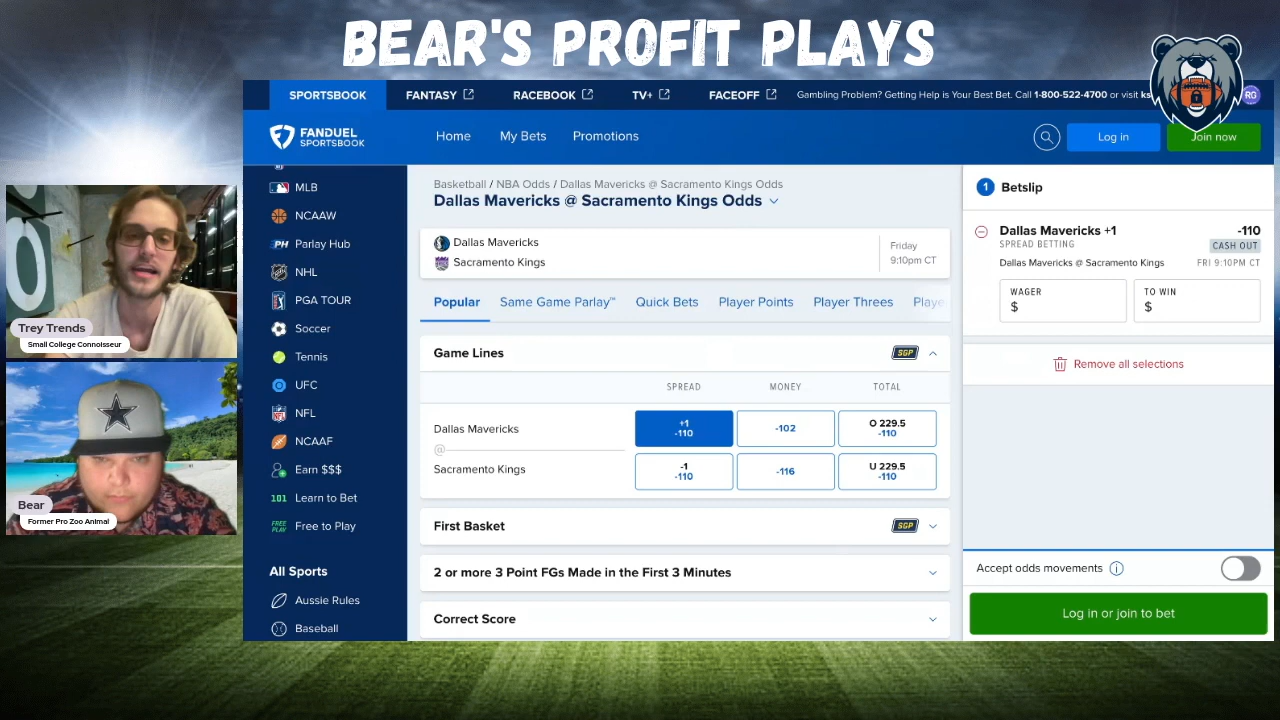 BEAR'S PROFIT PLAYS
SPORTSBOOK
FANTASY
RACEBOOK
TV+
FACEOFF
Gambling Problem? Getting Help is Your Best Bet. Call 1-800-522-4700 or visit
RG
FANDUEL
SPORTSBOOK
Home
My Bets
Promotions
Log in
Join now
MLB
NCAAW
PH Parlay Hub
NHL
PGA TOUR
Soccer
Tennis
UFC
NFL
NCAAF
Earn $$$
101 Learn to Bet
FREE PLAY Free to Play
All Sports
Aussie Rules
Baseball
Trey Trends
Small College Connoisseur
Bear
Former Pro Zoo Animal
Basketball / NBA Odds / Dallas Mavericks @ Sacramento Kings Odds
Dallas Mavericks @ Sacramento Kings Odds
Dallas Mavericks
Sacramento Kings
Friday
9:10pm CT
Popular
Same Game Parlay™
Quick Bets
Player Points
Player Threes
Game Lines
SGP
SPREAD
MONEY
TOTAL
Dallas Mavericks
+1
-110
-102
O 229.5
-110
@
Sacramento Kings
-1
-110
-116
U 229.5
-110
First Basket
SGP
2 or more 3 Point FGs Made in the First 3 Minutes
Correct Score
1 Betslip
Dallas Mavericks +1 -110
SPREAD BETTING CASH OUT
Dallas Mavericks @ Sacramento Kings FRI 9:10PM CT
WAGER
$
TO WIN
$
Remove all selections
Accept odds movements
Log in or join to bet